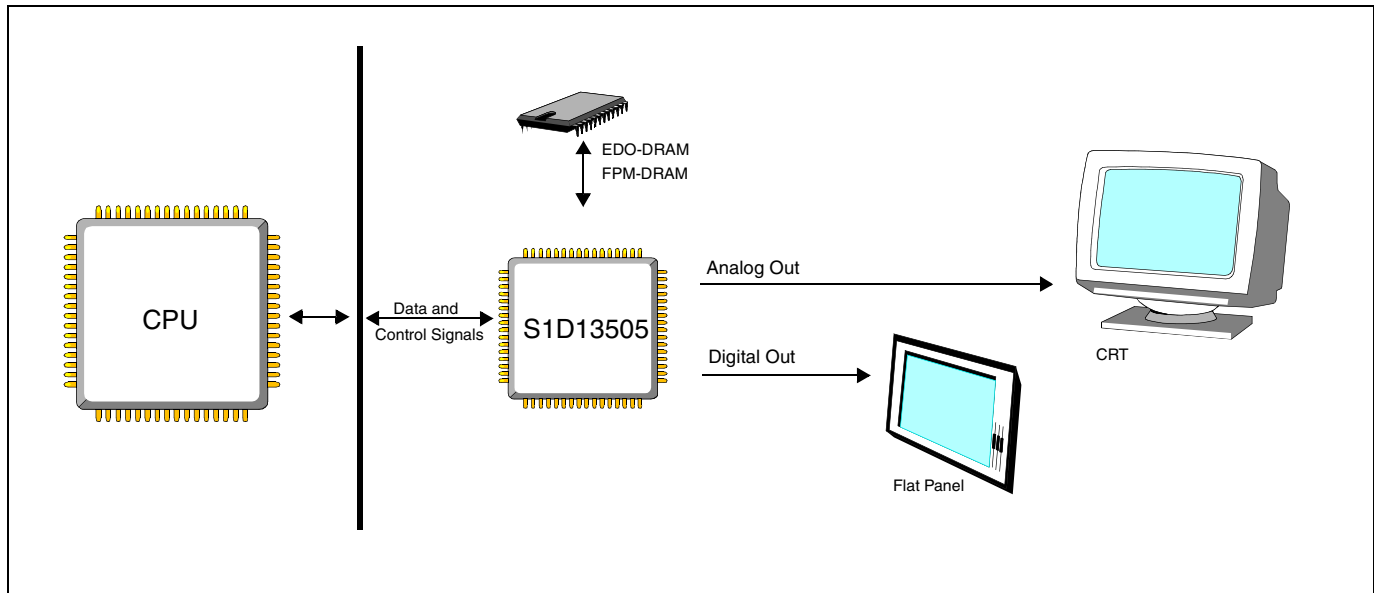 EDO-DRAM
FPM-DRAM
CPU
Data and
Control Signals
S1D13505
Analog Out
Digital Out
CRT
Flat Panel